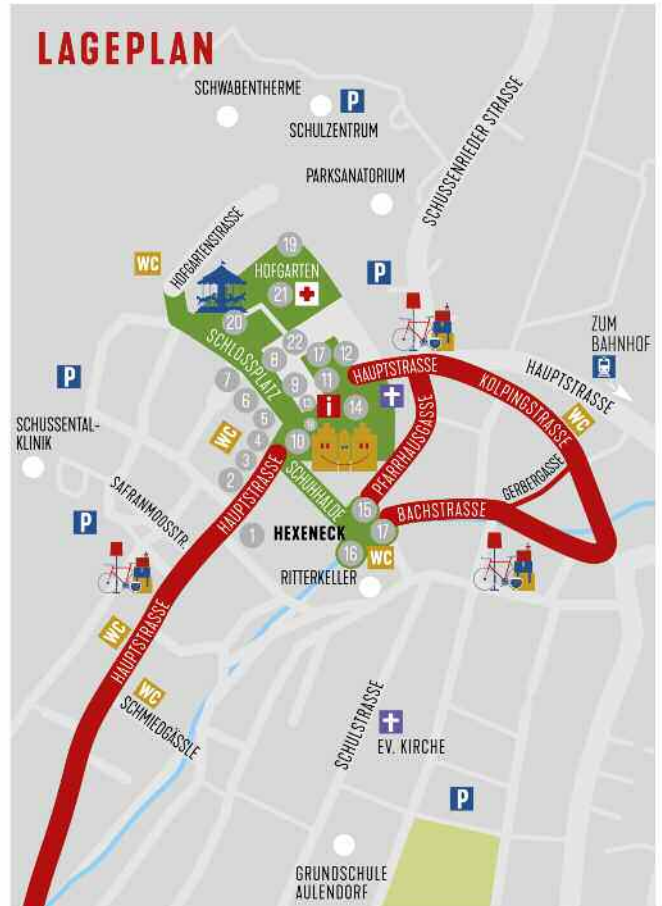 LAGEPLAN
SCHWABENTHERME
P
SCHULZENTRUM
SCHUSSENRIEDER STRASSE
PARKSANATORIUM
HOFGARTENSTRASSE
WC
19
HOFGARTEN
21
P
20
ZUM
BAHNHOF
SCHLOSSPLATZ
22
8
17
12
HAUPTSTRASSE
HAUPTSTRASSE
P
7
9
11
KOLPINGSTRASSE
6
i
14
WC
SCHUSSENTAL-
KLINIK
5
WC
4
10
PFARRHAUSGASSE
3
2
HAUPTSTRASSE
SCHUHHALDE
GERBERGASSE
SAFRANMOOSSTR.
15
BACHSTRASSE
P
1
HEXENECK
17
16
WC
RITTERKELLER
WC
HAUPTSTRASSE
WC
SCHMIEDGÄSSLE
SCHULSTRASSE
EV. KIRCHE
P
GRUNDSCHULE
AULENDORF